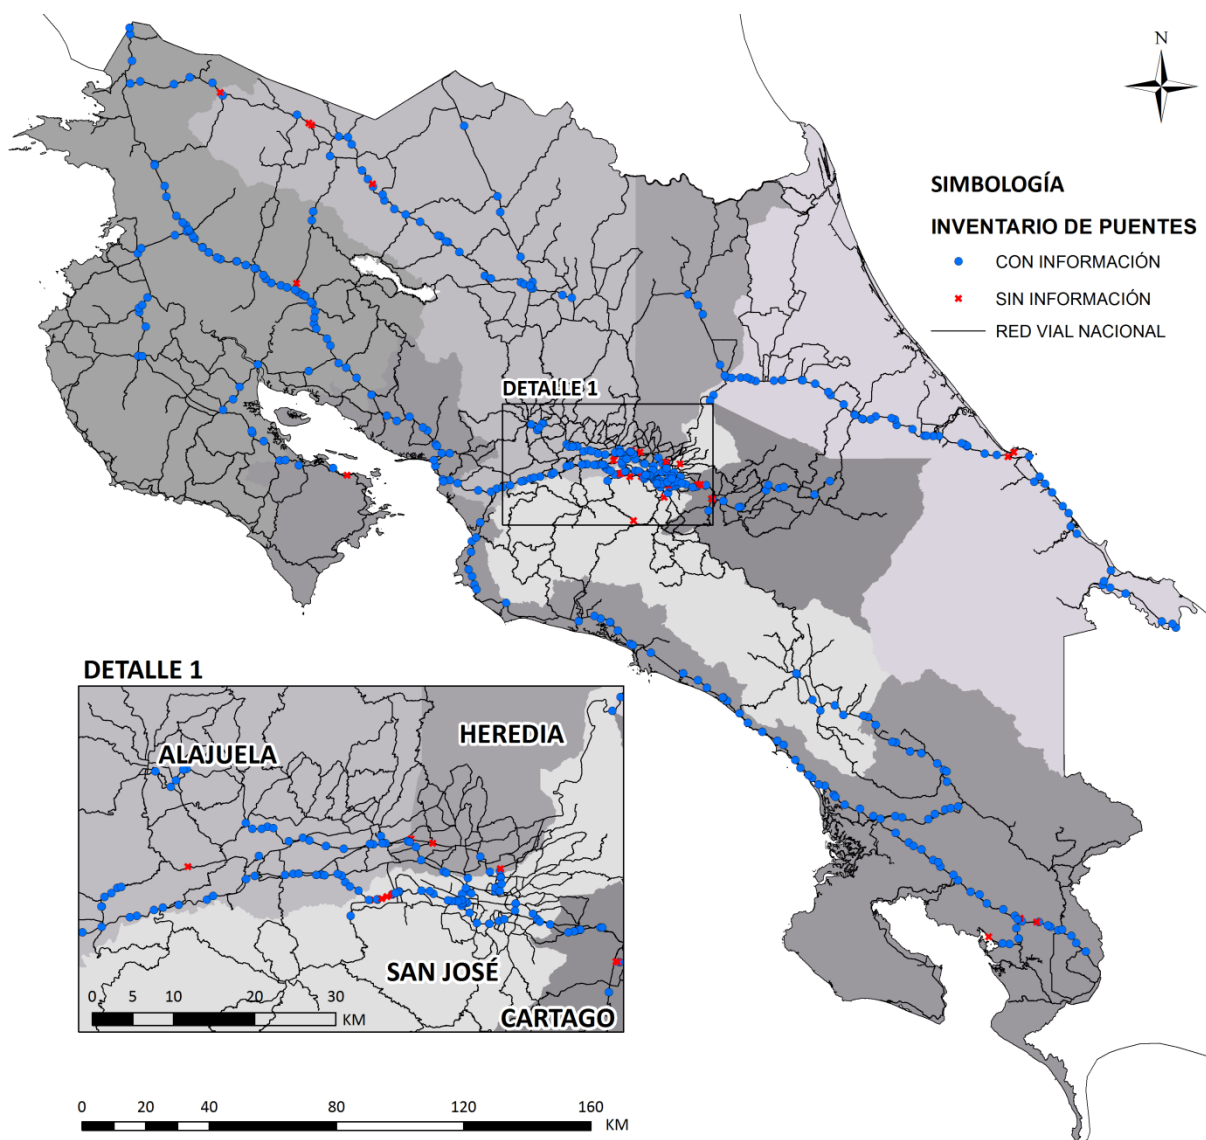 N
SIMBOLOGÍA
INVENTARIO DE PUENTES
CON INFORMACIÓN
SIN INFORMACIÓN
RED VIAL NACIONAL
DETALLE 1
DETALLE 1
HEREDIA
ALAJUELA
SAN JOSÉ
CARTAGO
0 5 10 20 30
KM
0 20 40 80 120 160
KM